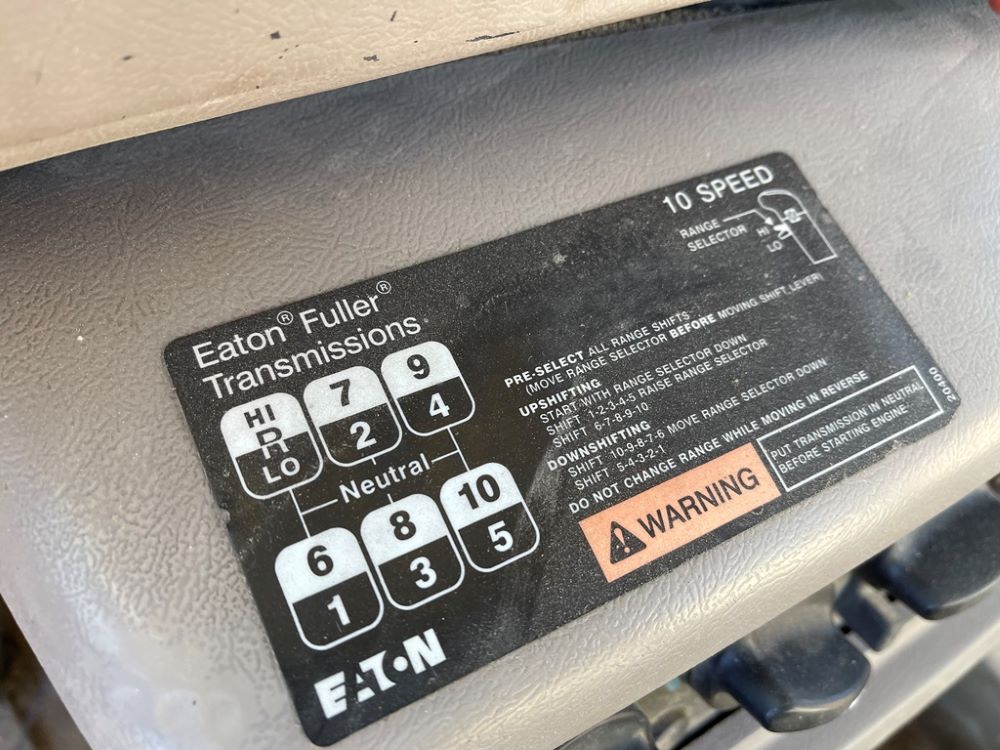 10 SPEED
RANGE
SELECTOR
HI
LO
Eaton® Fuller®
Transmissions
HI
R
LO
7
2
9
4
Neutral
6
1
8
3
10
5
PRE-SELECT ALL RANGE SHIFTS
(MOVE RANGE SELECTOR BEFORE MOVING SHIFT LEVER)
UPSHIFTING
START WITH RANGE SELECTOR DOWN
SHIFT 1-2-3-4-5 RAISE RANGE SELECTOR
SHIFT 6-7-8-9-10
DOWNSHIFTING
SHIFT 10-9-8-7-6 MOVE RANGE SELECTOR DOWN
SHIFT 5-4-3-2-1
DO NOT CHANGE RANGE WHILE MOVING IN REVERSE
WARNING
PUT TRANSMISSION IN NEUTRAL
BEFORE STARTING ENGINE.
20400
EATON